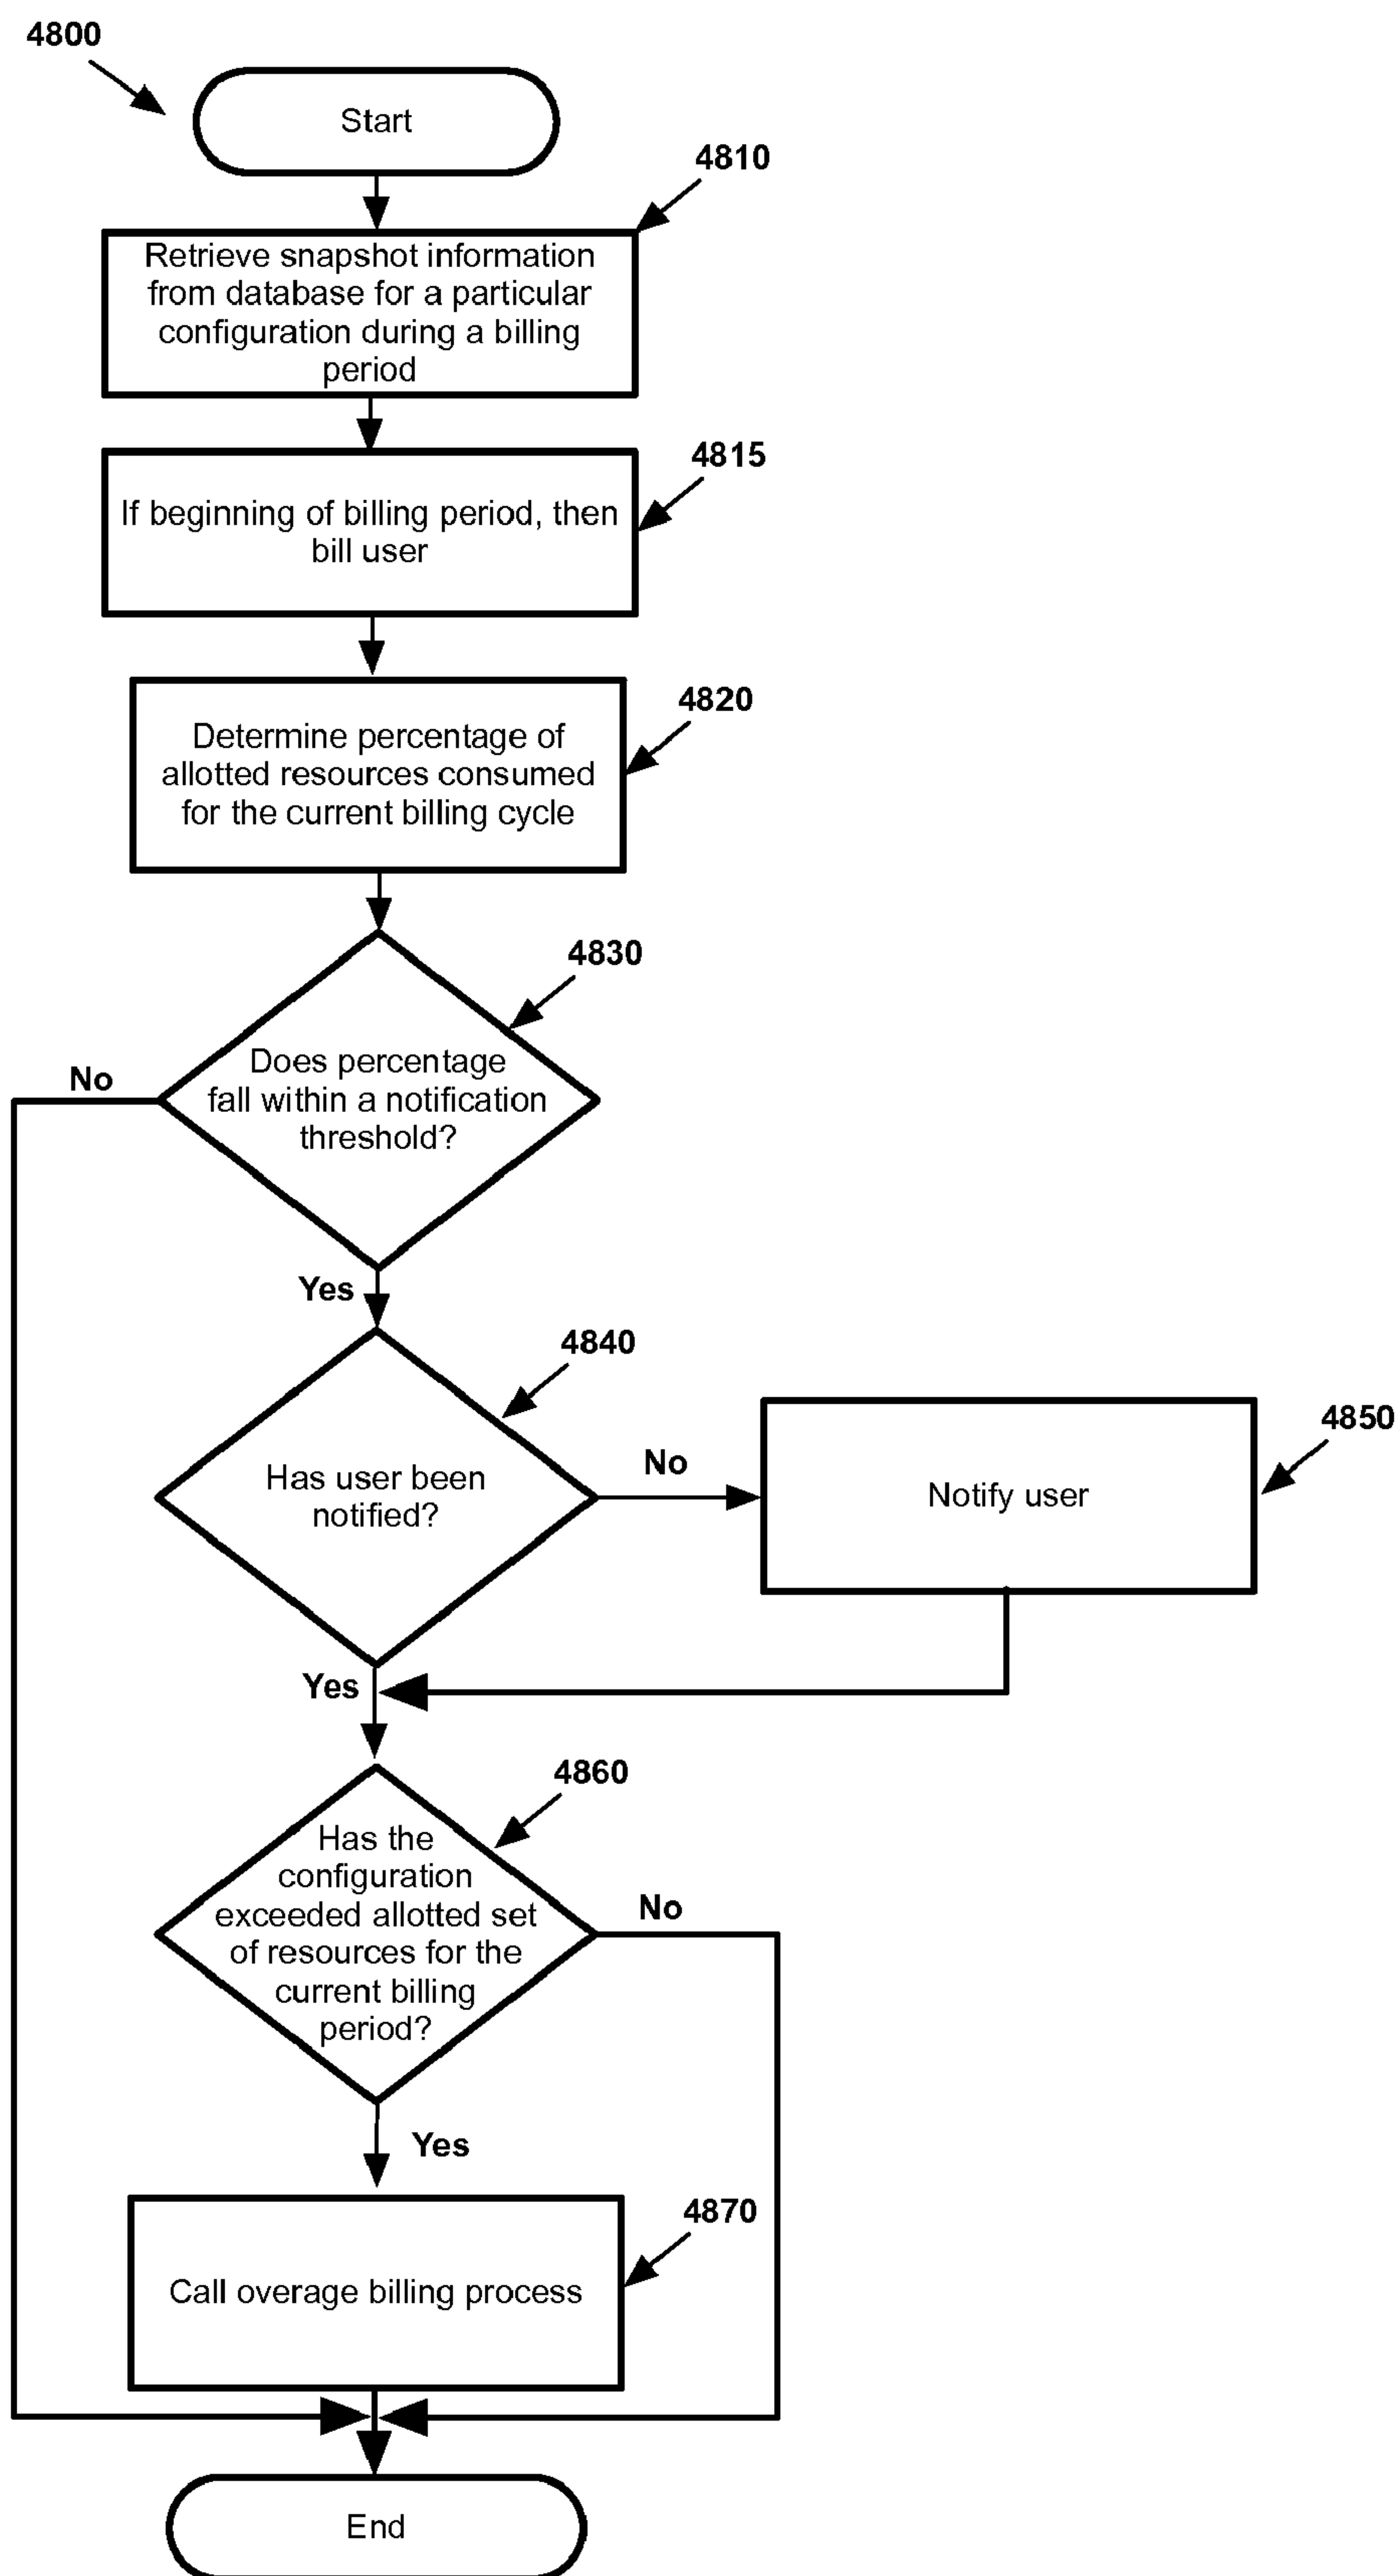 4800
Start
4810
Retrieve snapshot information
from database for a particular
configuration during a billing
period
4815
If beginning of billing period, then
bill user
4820
Determine percentage of
allotted resources consumed
for the current billing cycle
4830
Does percentage
fall within a notification
threshold?
No
Yes
4840
Has user been
notified?
No
4850
Notify user
Yes
4860
Has the
configuration
exceeded allotted set
of resources for the
current billing
period?
No
Yes
4870
Call overage billing process
End